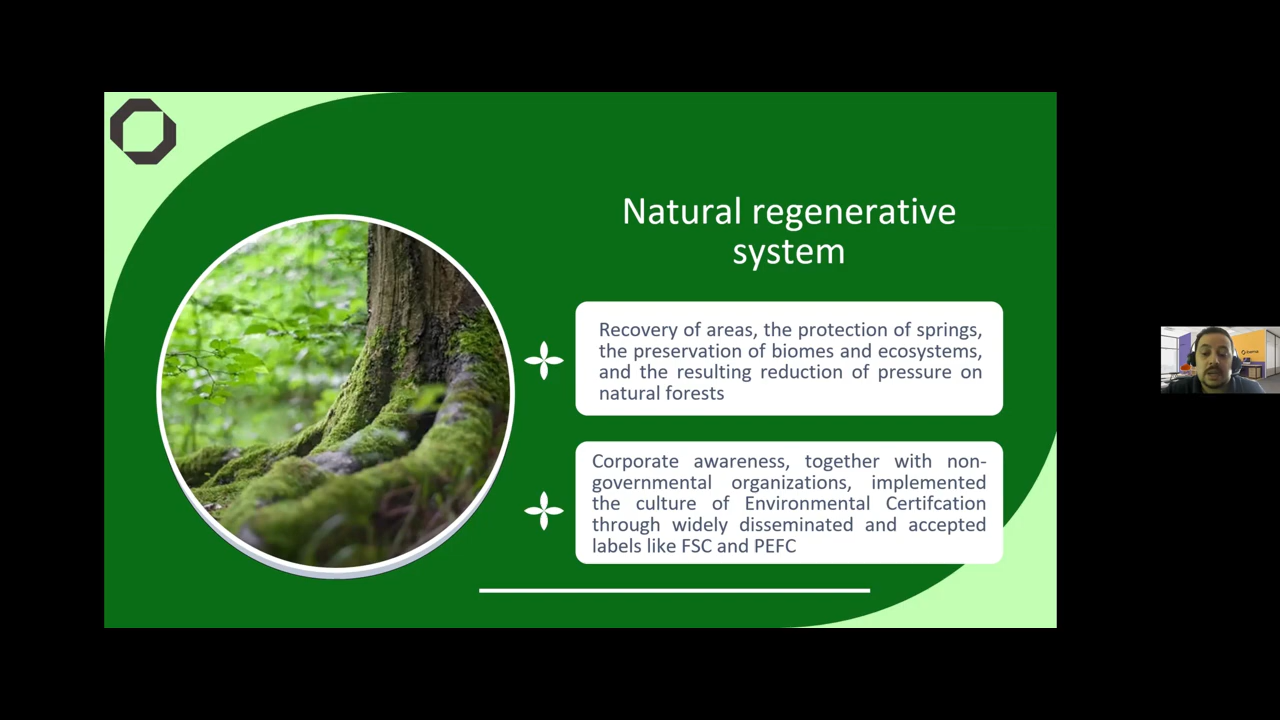 Natural regenerative
system
Recovery of areas, the protection of springs,
the preservation of biomes and ecosystems,
and the resulting reduction of pressure on
natural forests
Corporate awareness, together with non-
governmental organizations, implemented
the culture of Environmental Certifcation
through widely disseminated and accepted
labels like FSC and PEFC